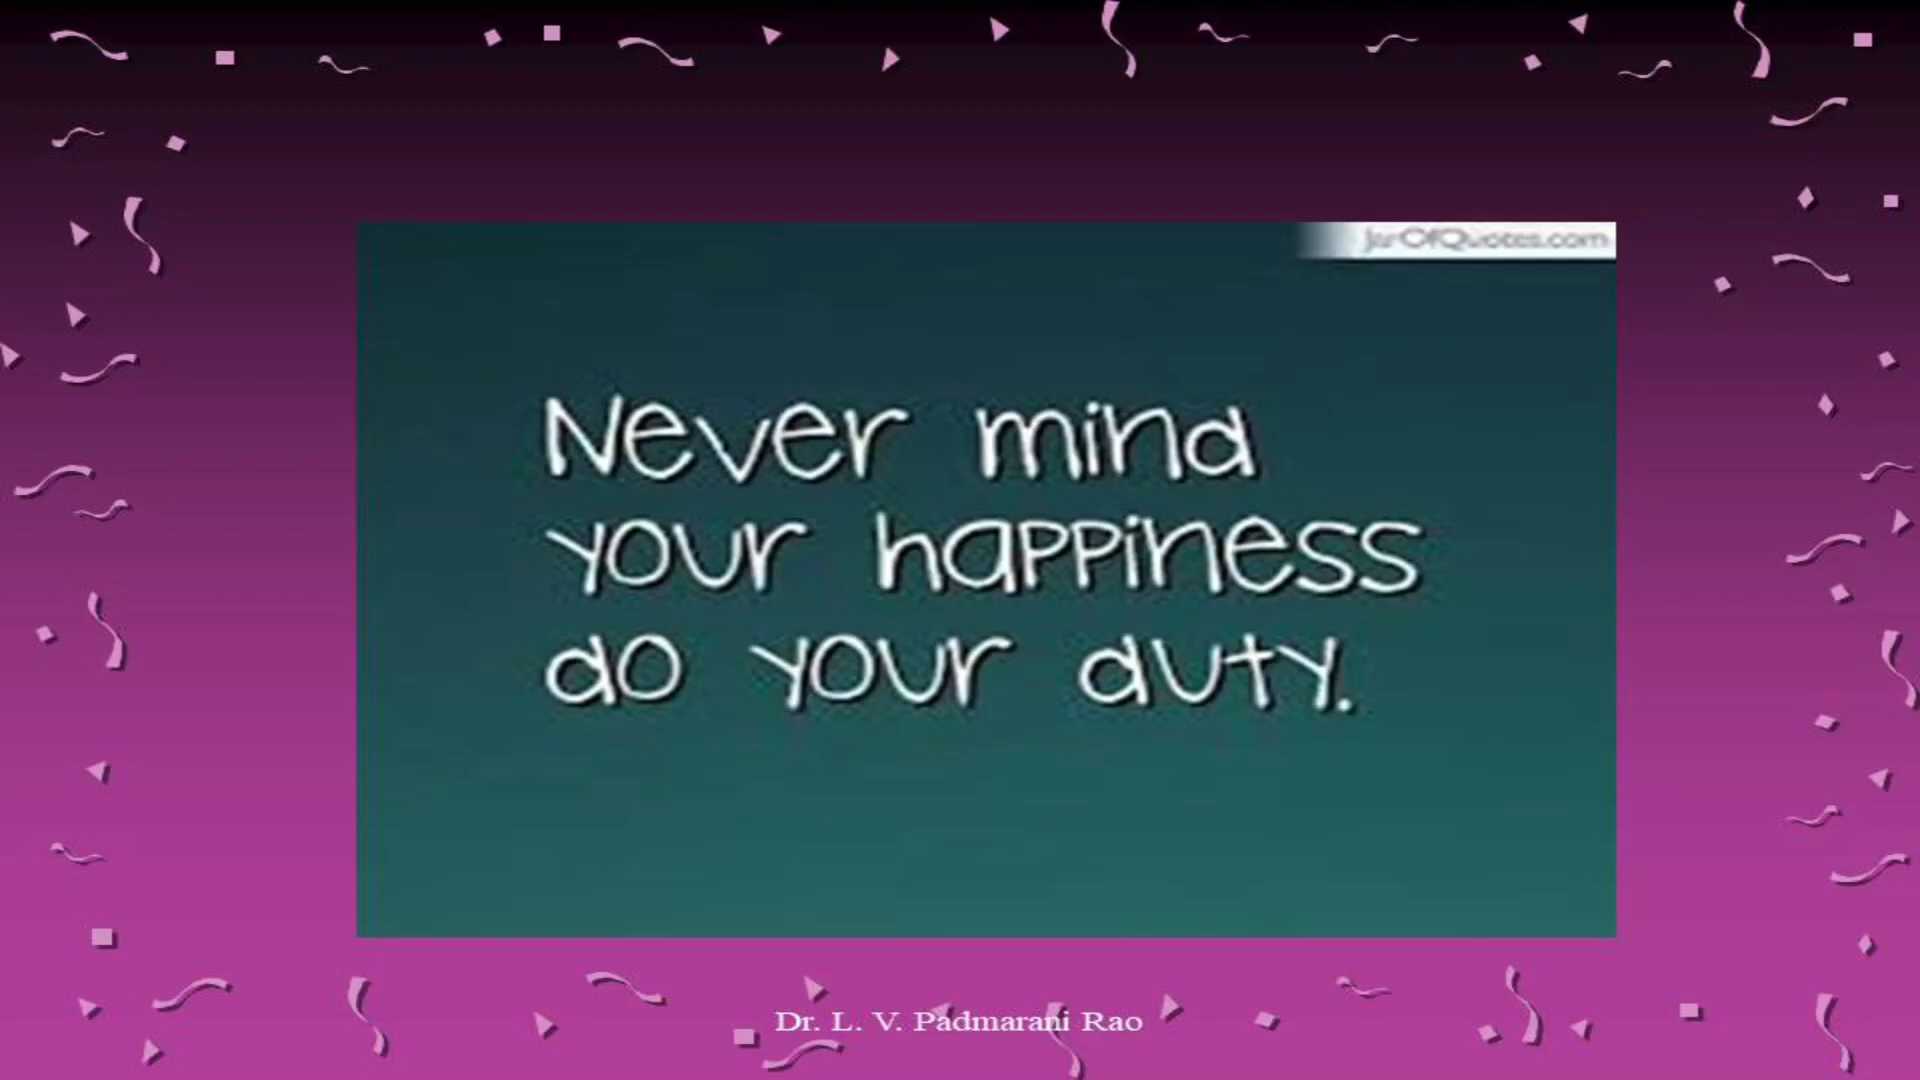 JarOfQuotes.com
Never mind
your happiness
do your duty.
Dr. L. V. Padmarani Rao